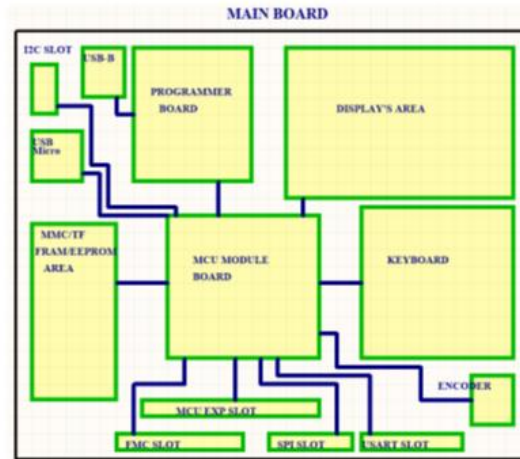 MAIN BOARD
I2C SLOT
USB-B
PROGRAMMER
BOARD
DISPLAY'S AREA
USB
Micro
MMC/TF
FRAM/EEPROM
AREA
MCU MODULE
BOARD
KEYBOARD
ENCODER
MCU EXP SLOT
FMC SLOT
SPI SLOT
USART SLOT